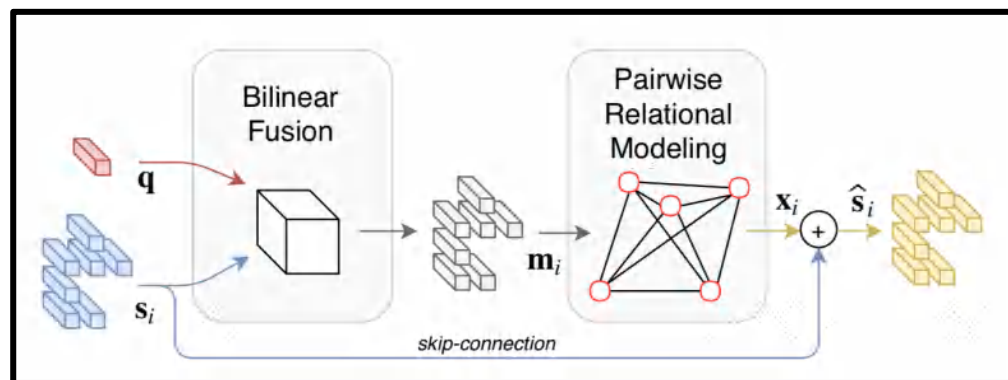 Bilinear
Fusion
Pairwise
Relational
Modeling
q
s_i
m_i
x_i
+
ŝ_i
skip-connection